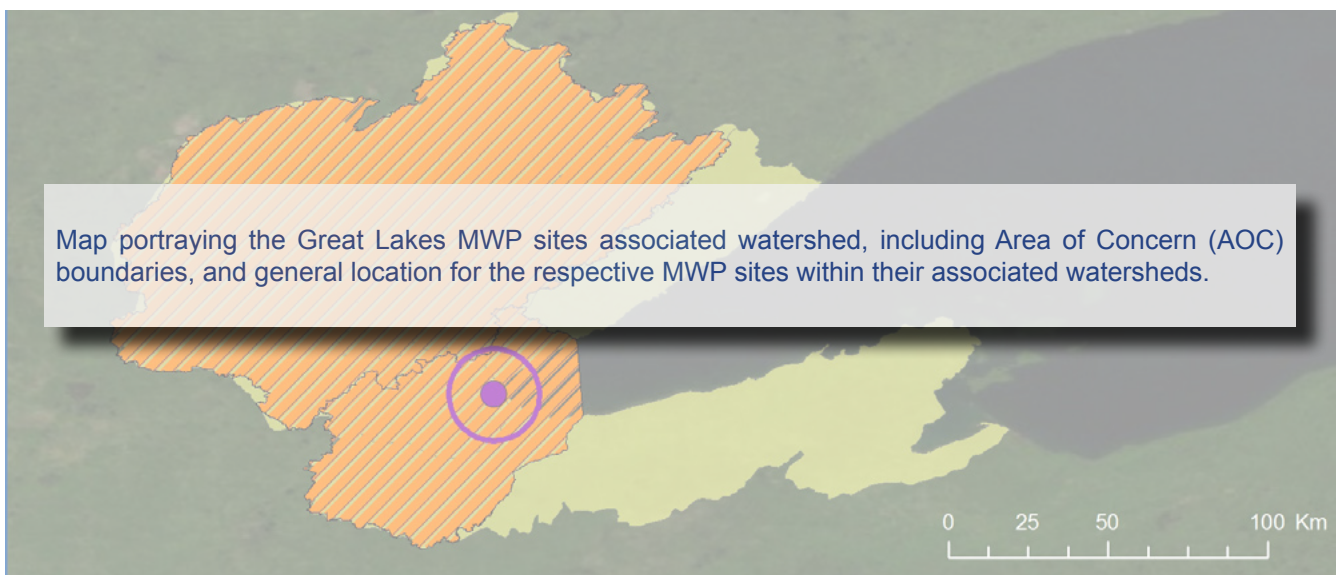 Map portraying the Great Lakes MWP sites associated watershed, including Area of Concern (AOC)
boundaries, and general location for the respective MWP sites within their associated watersheds.
0 25 50 100 Km